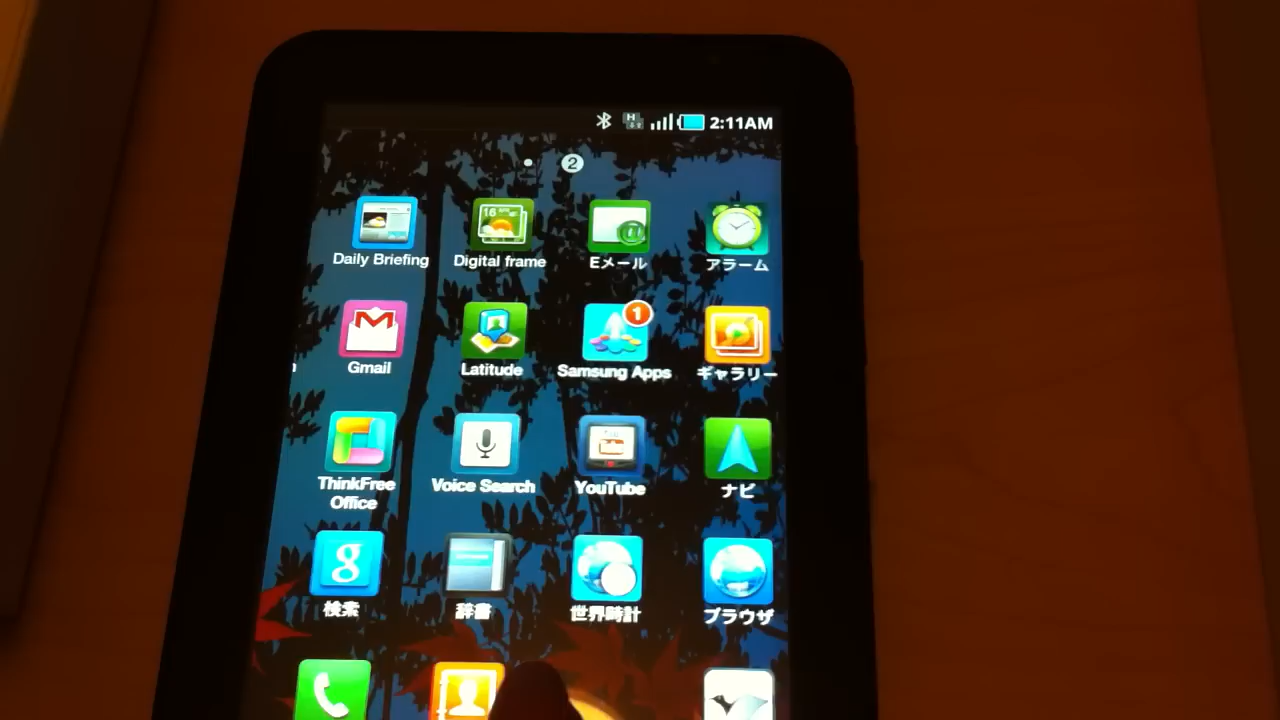 H
2:11AM
2
16
Daily Briefing
Digital frame
Eメール
アラーム
1
Gmail
Latitude
Samsung Apps
ギャラリー
ThinkFree
Office
Voice Search
YouTube
ナビ
g
検索
辞書
世界時計
ブラウザ